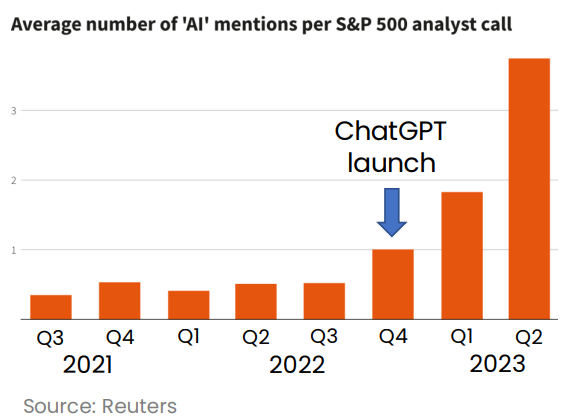 Average number of 'AI' mentions per S&P 500 analyst call
3
ChatGPT
launch
2
1
Q3 Q4 Q1 Q2 Q3 Q4 Q1 Q2
2021 2022 2023
Source: Reuters